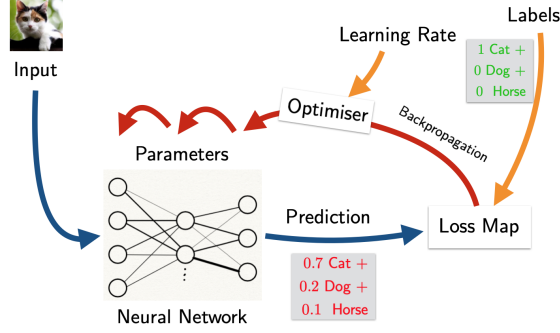 Labels
Learning Rate
1 Cat +
0 Dog +
0 Horse
Input
Optimiser
Backpropagation
Parameters
Prediction
Loss Map
0.7 Cat +
0.2 Dog +
0.1 Horse
Neural Network